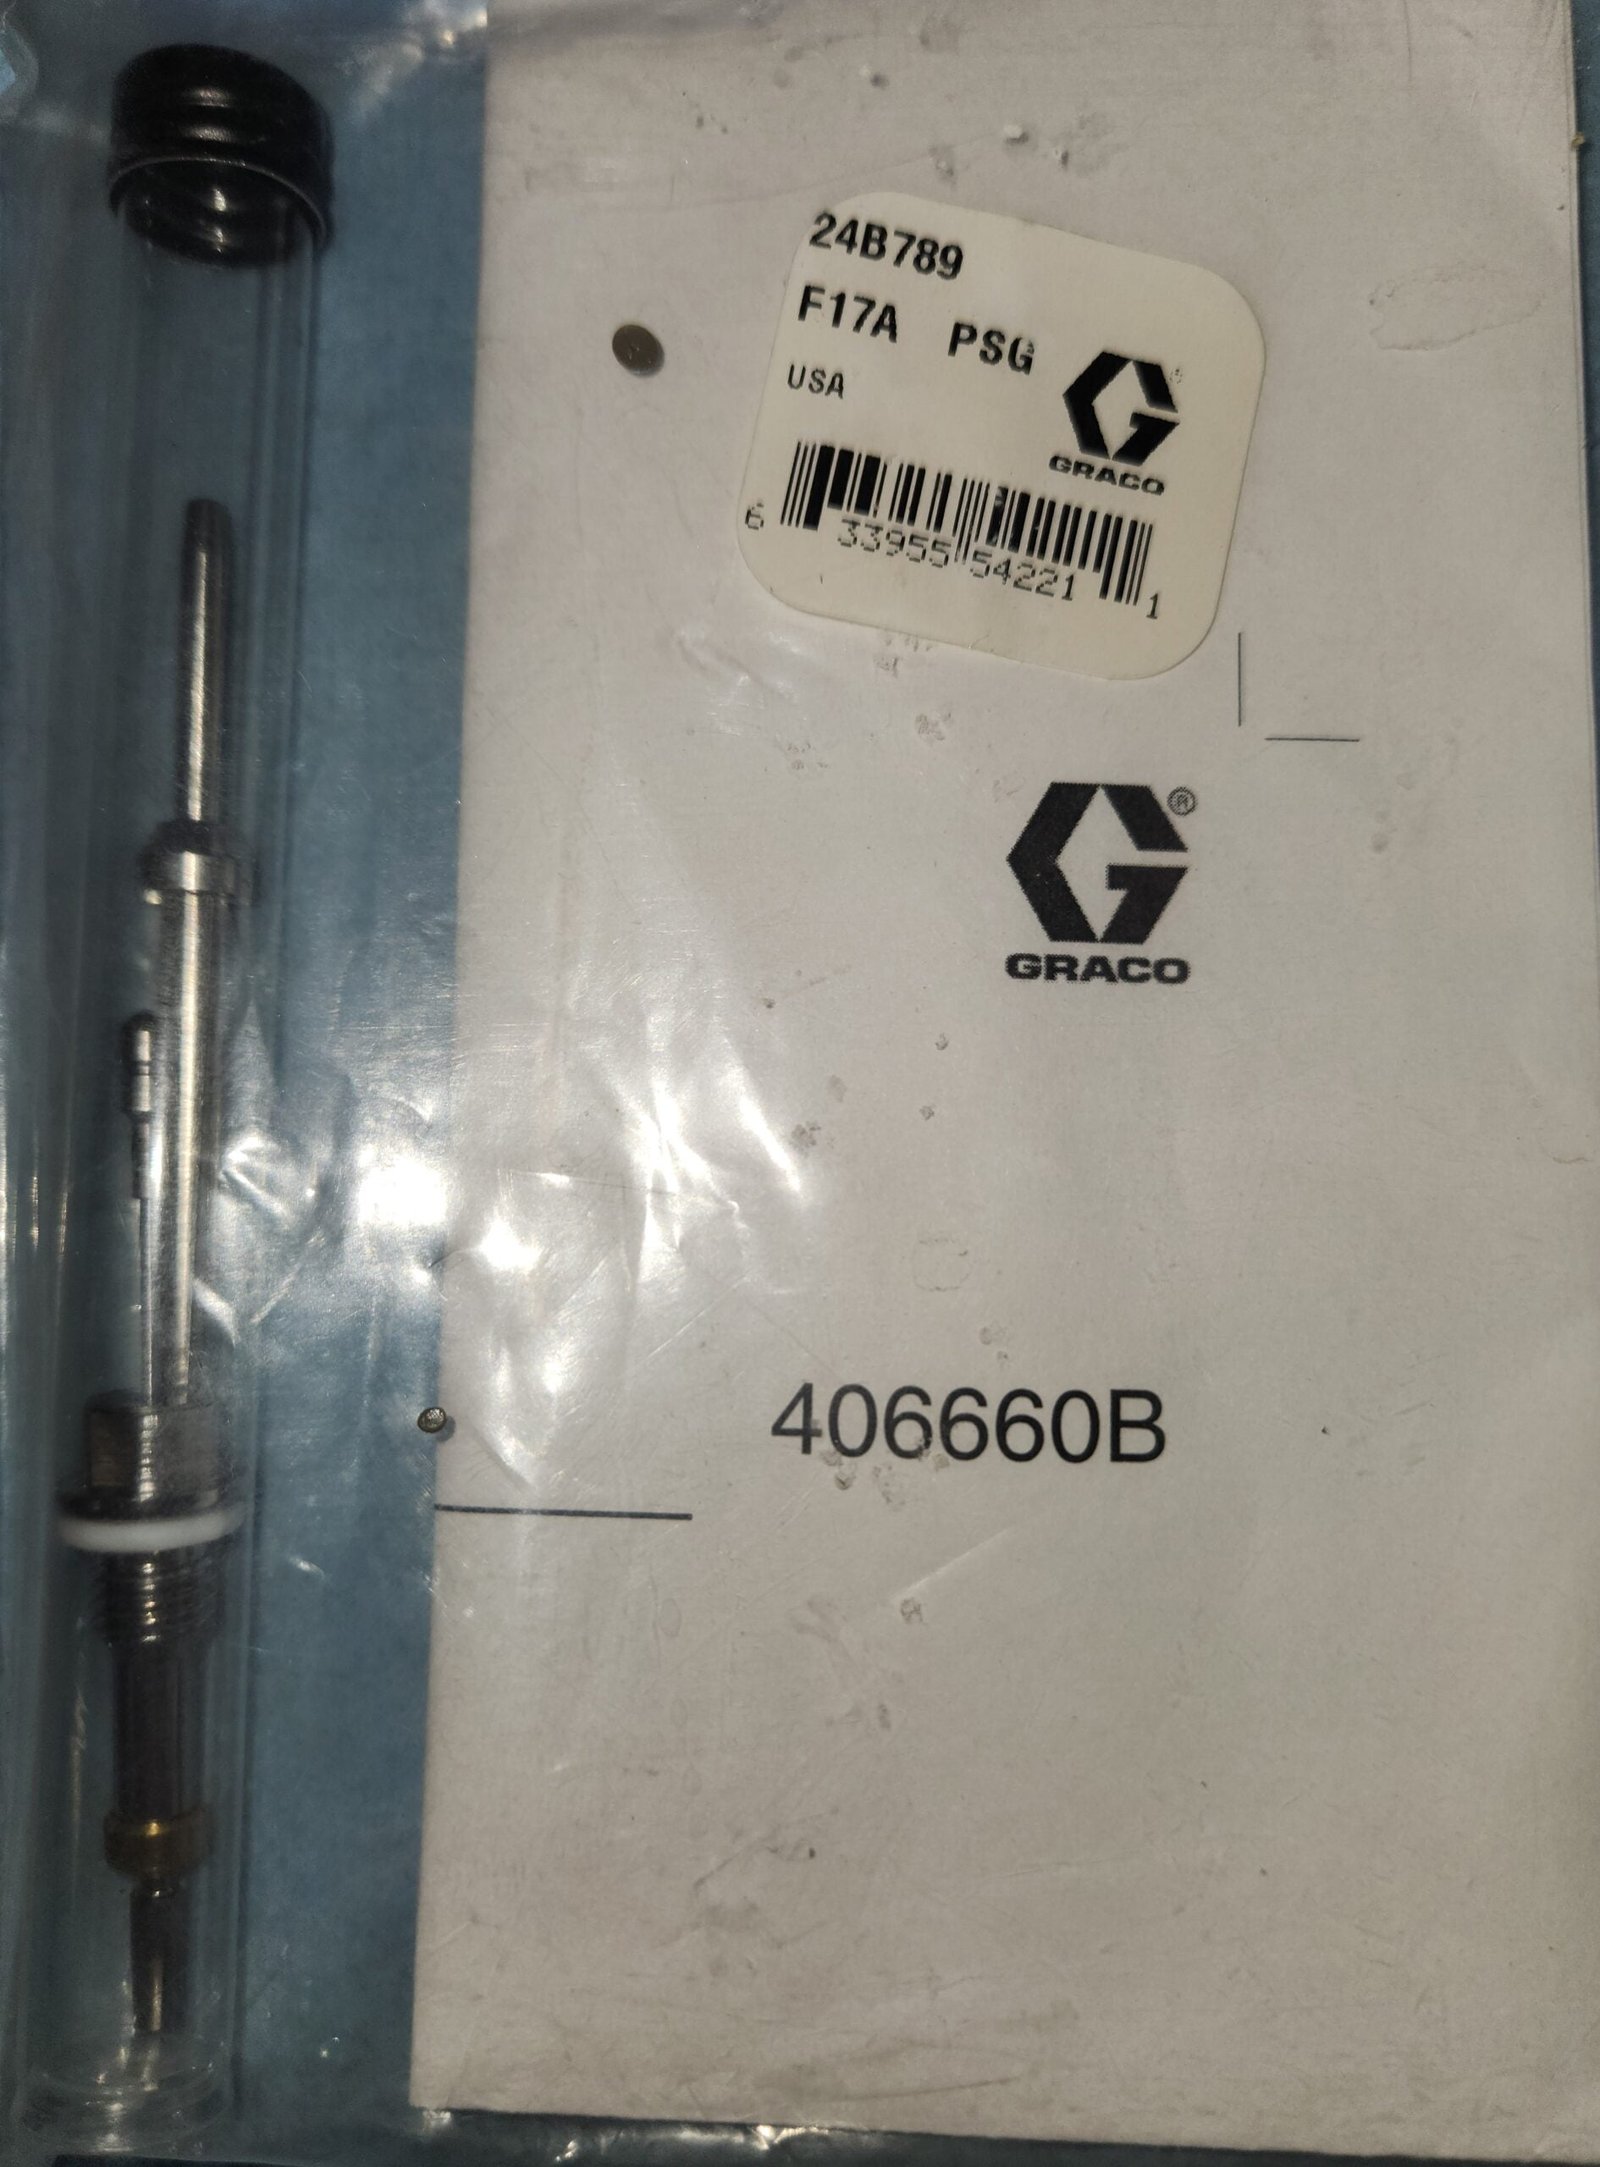 24B789
F17A PSG
USA
GRACO
6 33955 54221 1
®
GRACO
406660B